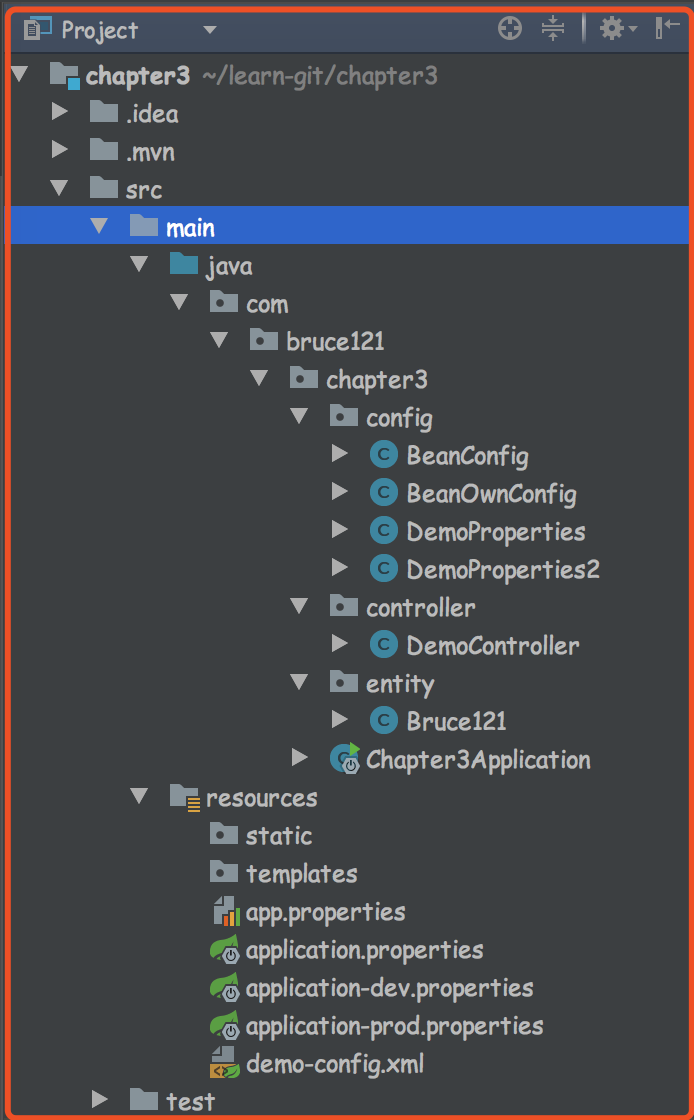 Project
chapter3 ~/learn-git/chapter3
.idea
.mvn
src
main
java
com
bruce121
chapter3
config
BeanConfig
BeanOwnConfig
DemoProperties
DemoProperties2
controller
DemoController
entity
Bruce121
Chapter3Application
resources
static
templates
app.properties
application.properties
application-dev.properties
application-prod.properties
demo-config.xml
test